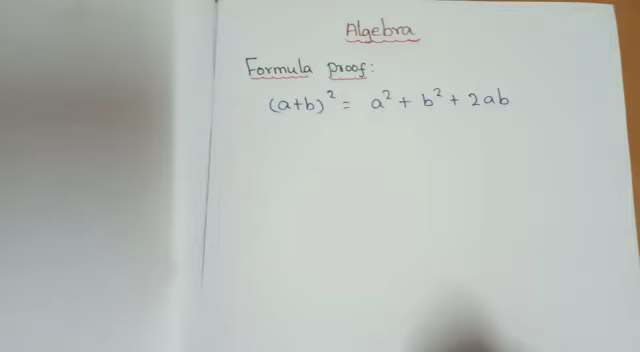 Algebra
Formula proof:
(a+b)² = a² + b² + 2ab